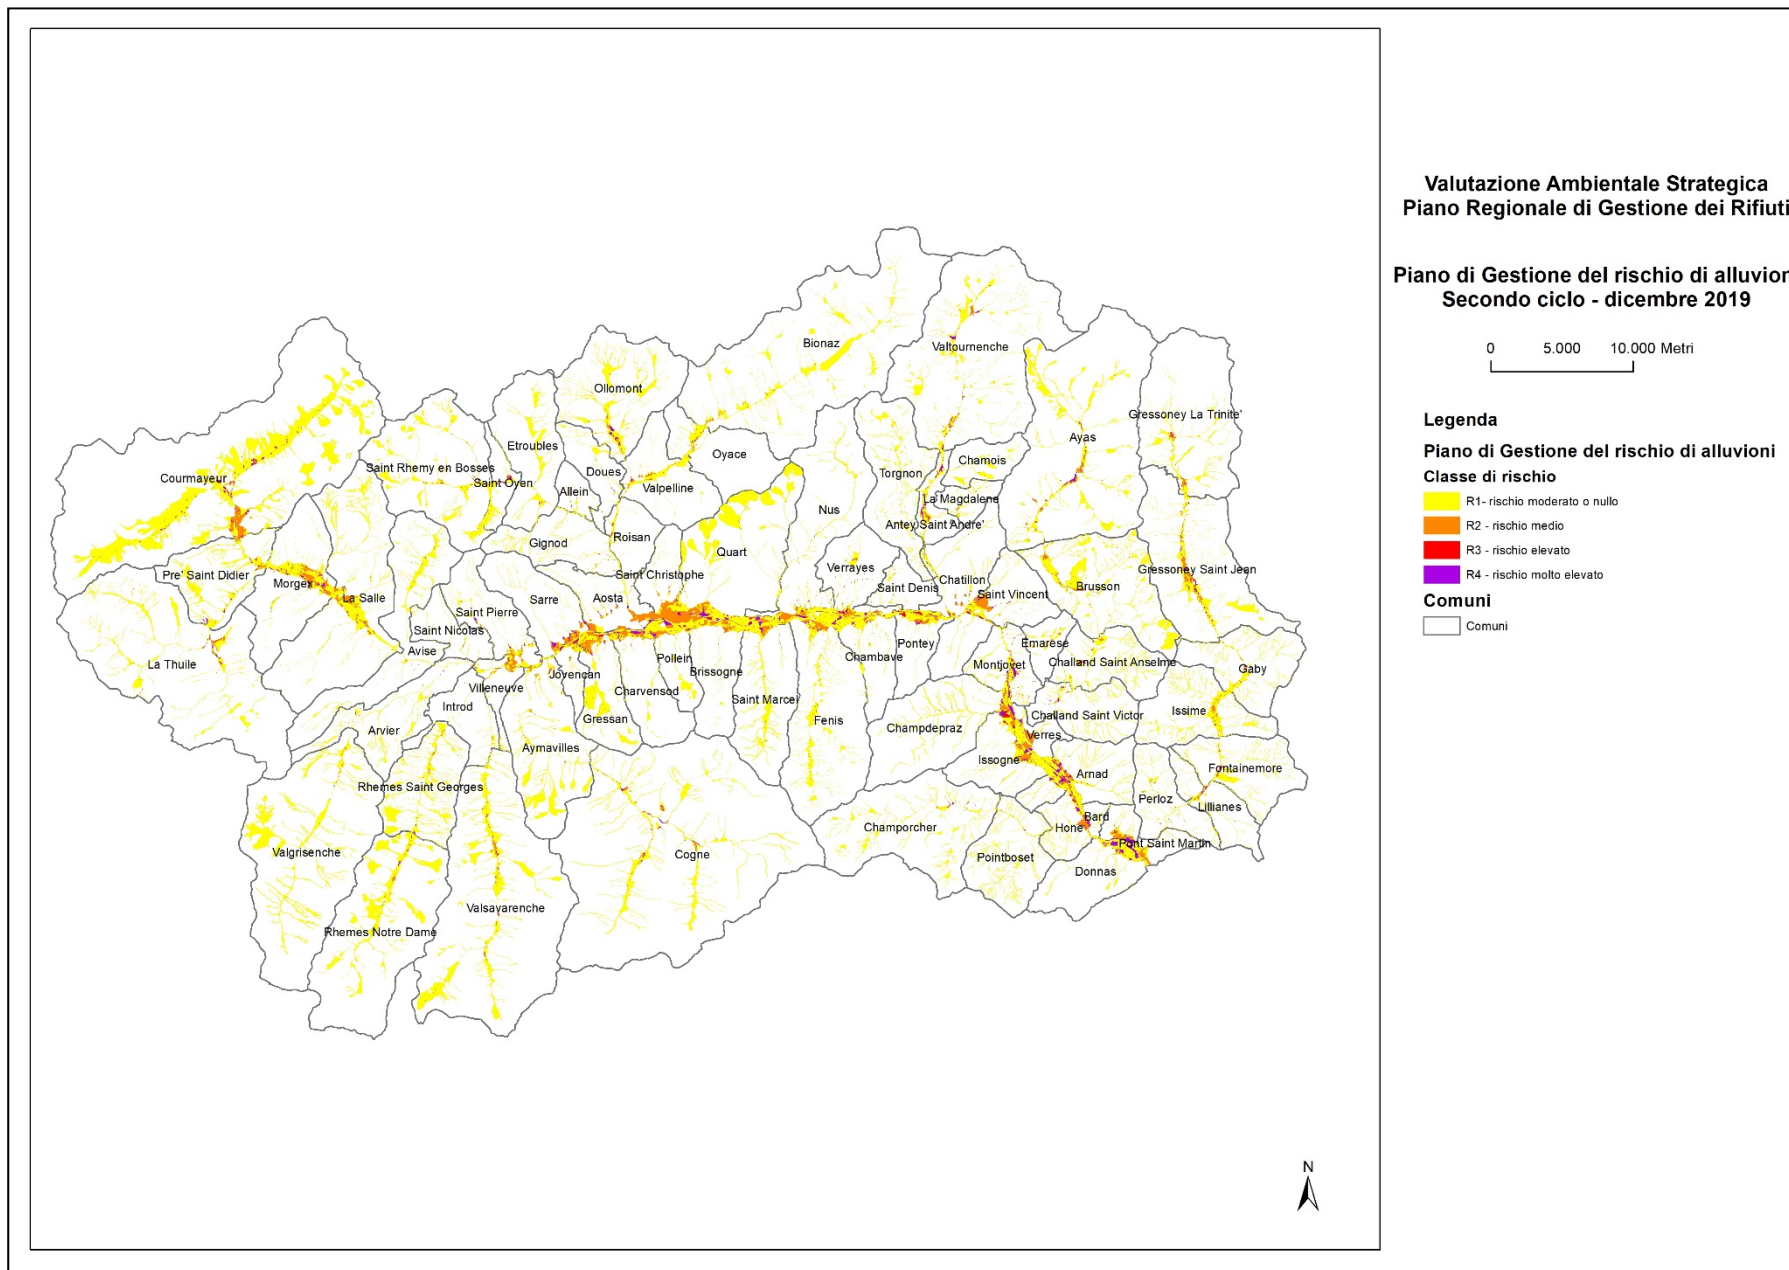 Valutazione Ambientale Strategica
Piano Regionale di Gestione dei Rifiuti
Piano di Gestione del rischio di alluvion
Secondo ciclo - dicembre 2019
0 5.000 10.000 Metri
Legenda
Piano di Gestione del rischio di alluvioni
Classe di rischio
R1- rischio moderato o nullo
R2 - rischio medio
R3 - rischio elevato
R4 - rischio molto elevato
Comuni
Comuni
Bionaz
Valtournenche
Ollomont
Gressoney La Trinite'
Ayas
Etroubles
Oyace
Chamois
Saint Rhemy en Bosses
Doues
Torgnon
Courmayeur
Saint Oyen
Allein
Valpelline
La Magdalene
Nus
Antey Saint Andre'
Roisan
Gignod
Quart
Verrayes
Gressoney Saint Jean
Pre' Saint Didier
Saint Christophe
Morgex
Saint Denis
Chatillon
Brusson
La Salle
Sarre
Aosta
Saint Vincent
Saint Pierre
Saint Nicolas
Avise
Pontey
Emarese
La Thuile
Pollein
Chambave
Montjovet
Challand Saint Anselme
Jovencan
Brissogne
Gaby
Villeneuve
Charvensod
Saint Marcel
Introd
Gressan
Fenis
Issime
Challand Saint Victor
Arvier
Champdepraz
Verres
Aymavilles
Issogne
Fontainemore
Arnad
Rhemes Saint Georges
Perloz
Lillianes
Bard
Champorcher
Hone
Pont Saint Martin
Valgrisenche
Cogne
Pointboset
Donnas
Valsavarenche
Rhemes Notre Dame
N